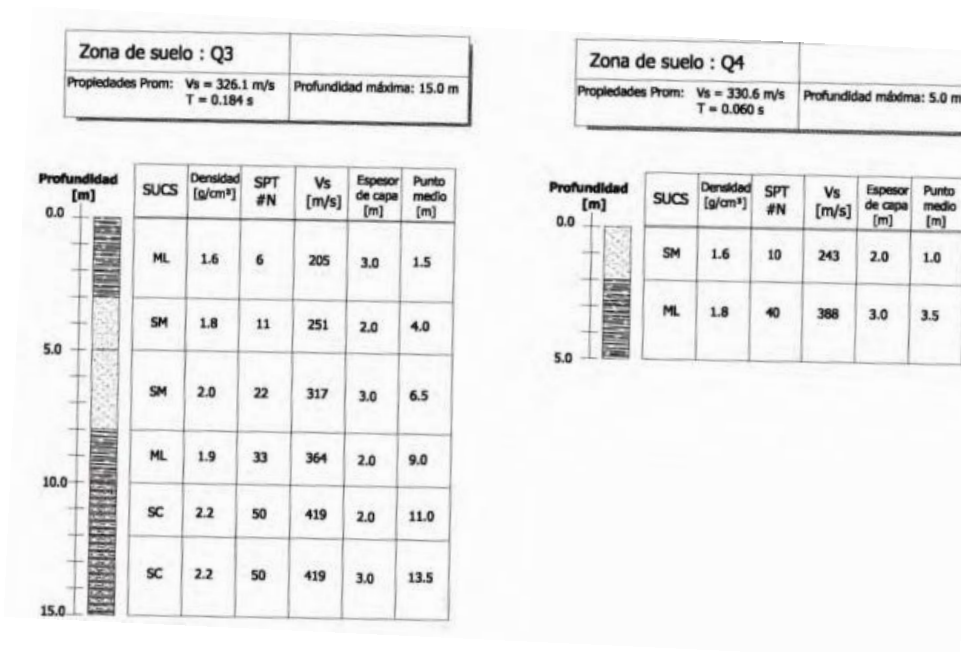 Zona de suelo : Q3
Propiedades Prom: Vs = 326.1 m/s
T = 0.184 s
Profundidad máxima: 15.0 m
Profundidad
[m]
SUCS
Densidad
[g/cm³]
SPT
#N
Vs
[m/s]
Espesor
de capa
[m]
Punto
medio
[m]
0.0
ML 1.6 6 205 3.0 1.5
SM 1.8 11 251 2.0 4.0
5.0
SM 2.0 22 317 3.0 6.5
ML 1.9 33 364 2.0 9.0
10.0
SC 2.2 50 419 2.0 11.0
SC 2.2 50 419 3.0 13.5
15.0
Zona de suelo : Q4
Propiedades Prom: Vs = 330.6 m/s
T = 0.060 s
Profundidad máxima: 5.0 m
Profundidad
[m]
SUCS
Densidad
[g/cm³]
SPT
#N
Vs
[m/s]
Espesor
de capa
[m]
Punto
medio
[m]
0.0
SM 1.6 10 243 2.0 1.0
ML 1.8 40 388 3.0 3.5
5.0